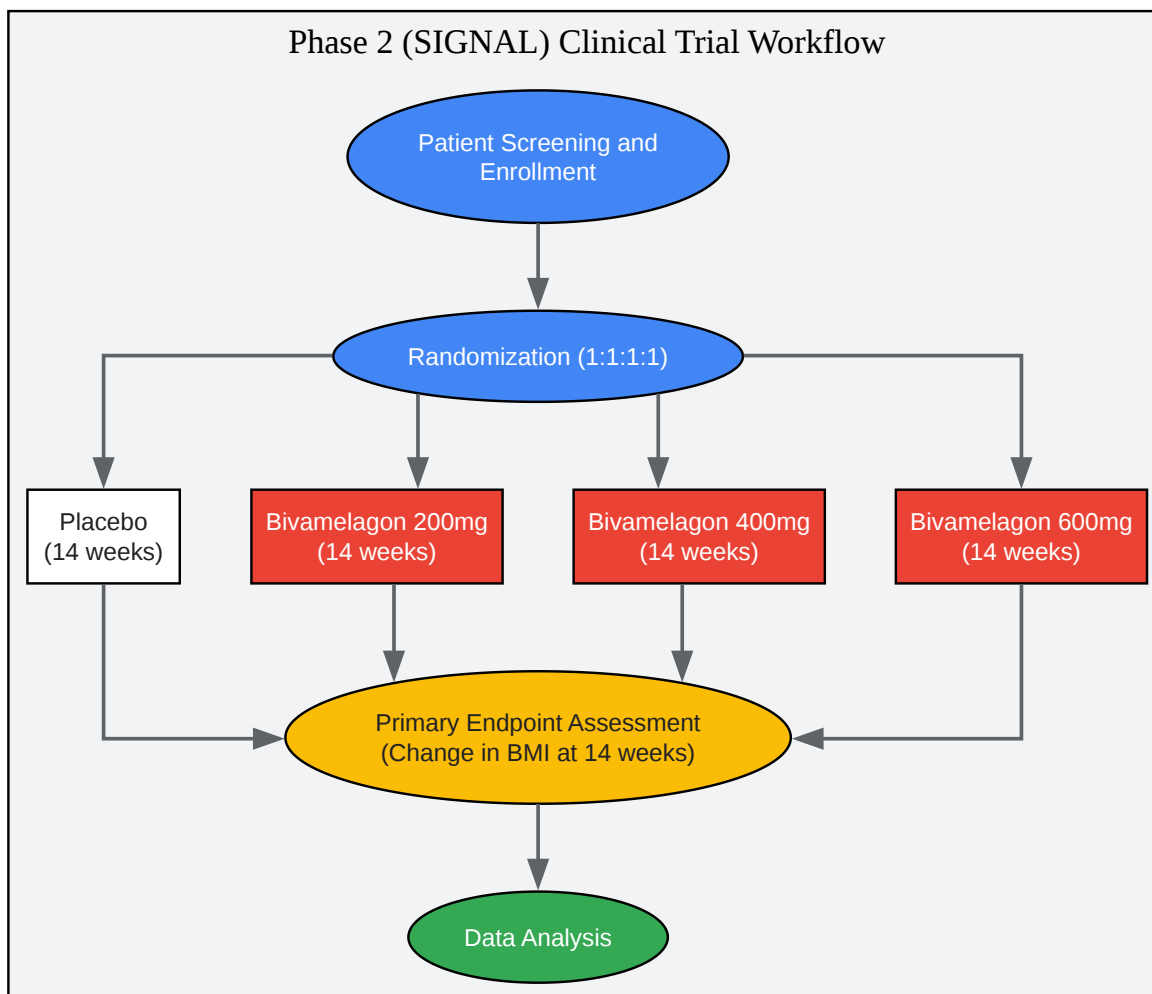 Phase 2 (SIGNAL) Clinical Trial Workflow
Patient Screening and
Enrollment
Randomization (1:1:1:1)
Placebo
(14 weeks)
Bivamelagon 200mg
(14 weeks)
Bivamelagon 400mg
(14 weeks)
Bivamelagon 600mg
(14 weeks)
Primary Endpoint Assessment
(Change in BMI at 14 weeks)
Data Analysis